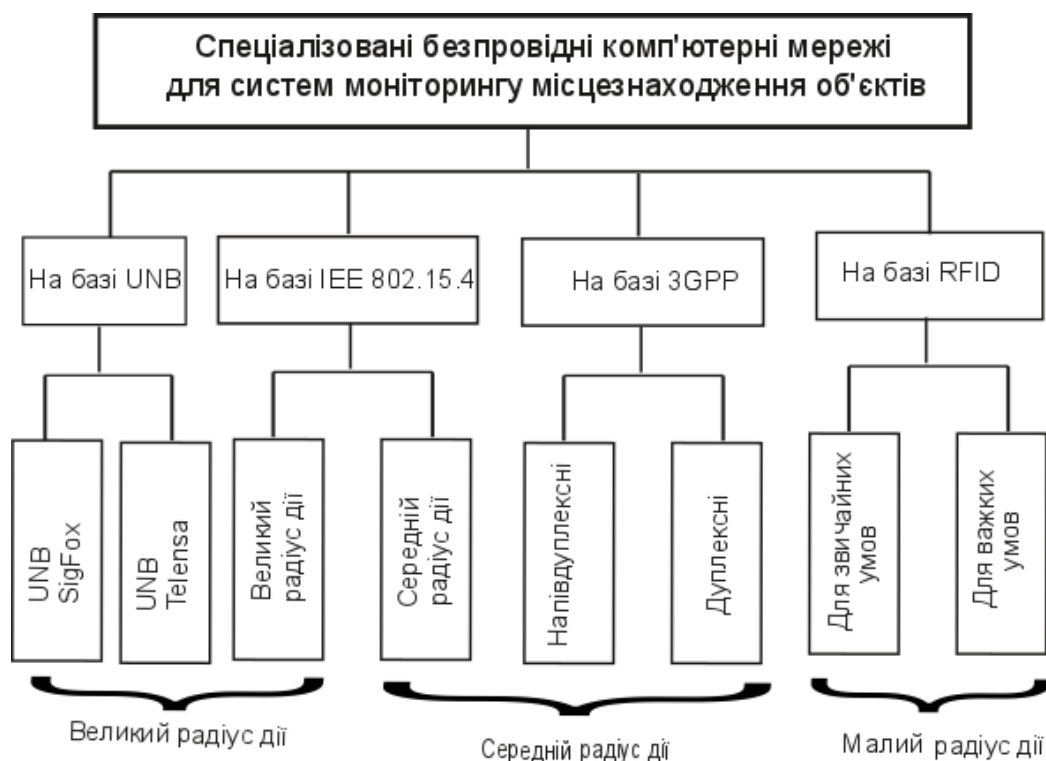 Спеціалізовані безпровідні комп'ютерні мережі
для систем моніторингу місцезнаходження об'єктів
На базі UNB
На базі IEE 802.15.4
На базі 3GPP
На базі RFID
UNB
SigFox
UNB
Telensa
Великий
радіус дії
Середній
радіус дії
Напівдуплексні
Дуплексні
Для звичайних
умов
Для важких
умов
Великий радіус дії
Середній радіус дії
Малий радіус дії